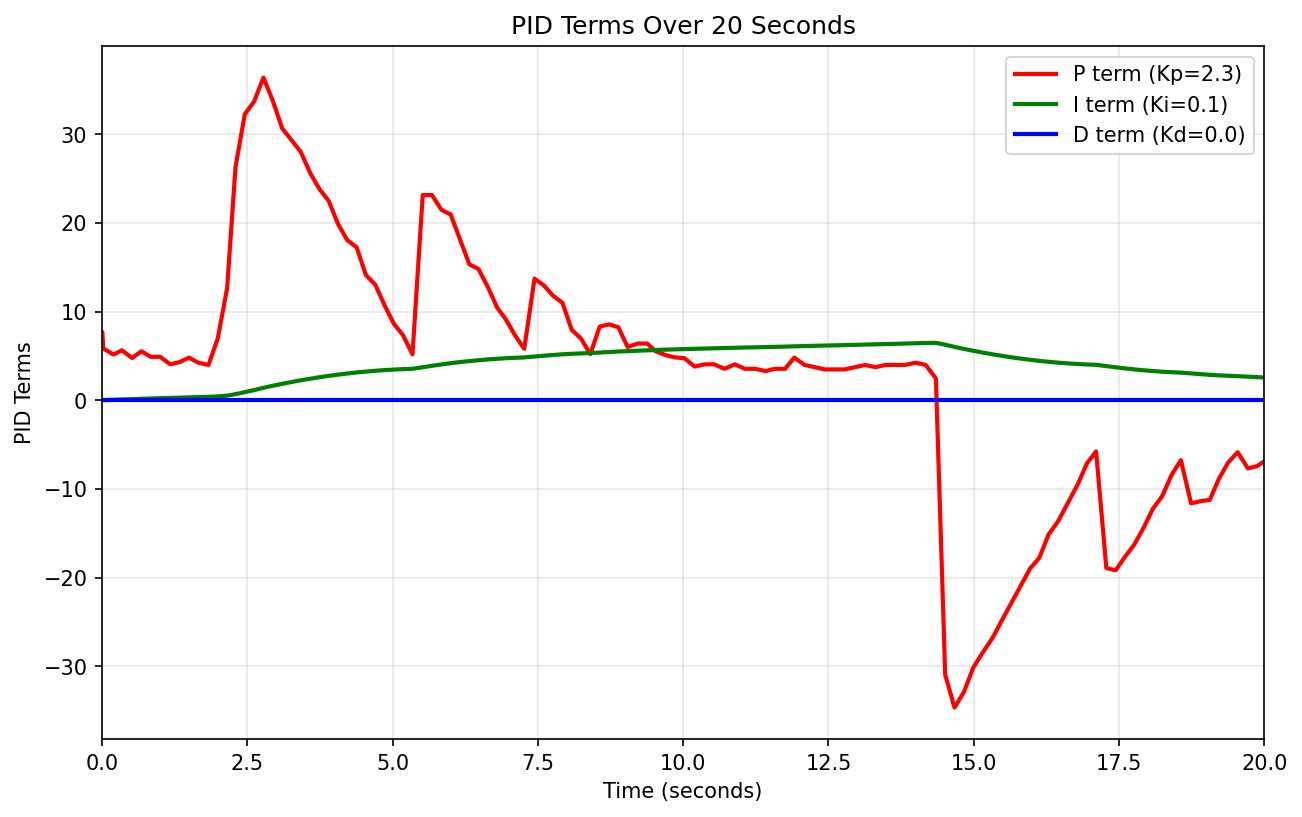 PID Terms Over 20 Seconds
P term (Kp=2.3)
I term (Ki=0.1)
D term (Kd=0.0)
PID Terms
30
20
10
0
−10
−20
−30
0.0 2.5 5.0 7.5 10.0 12.5 15.0 17.5 20.0
Time (seconds)